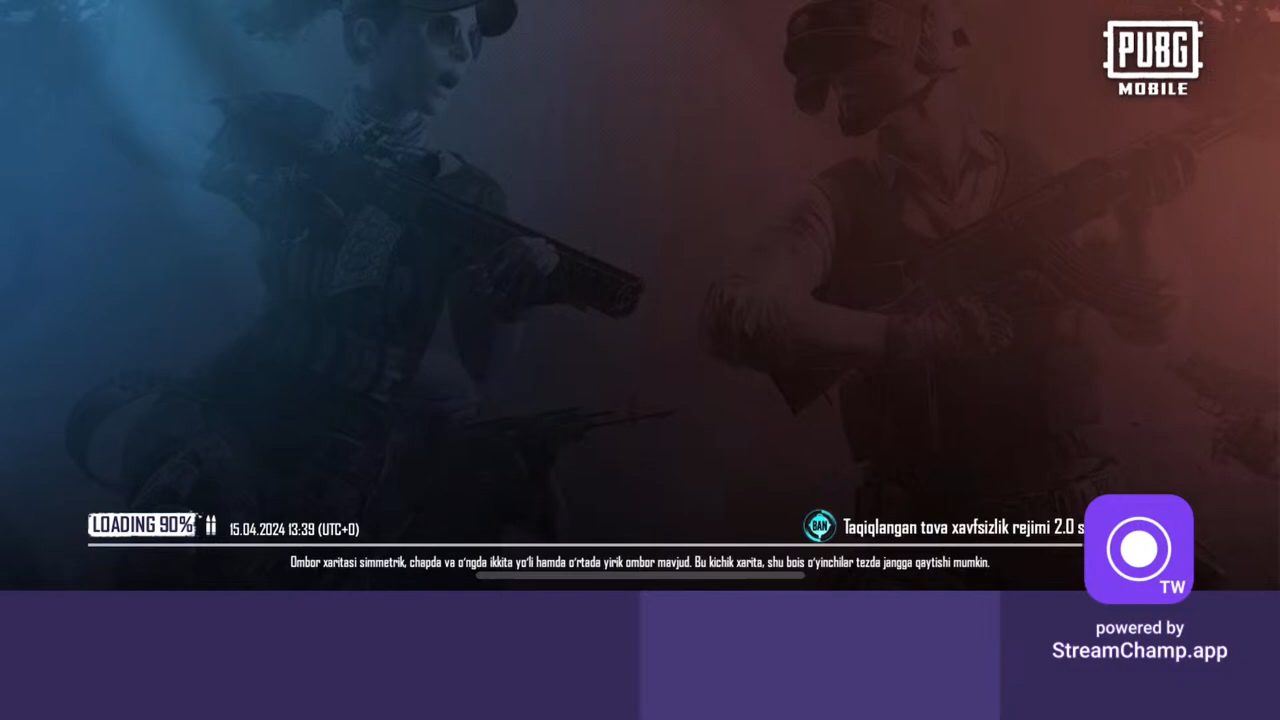 PUBG
MOBILE
LOADING 90%
15.04.2024 13:39 (UTC+0)
BAN
Taqiqlangan tova xavfsizlik rejimi 2.0
Ombor xaritasi simmetrik, chapda va o'ngda ikkita yo'li hamda o'rtada yirik ombor mavjud. Bu kichik xarita, shu bois o'yinchilar tezda jangga qaytishi mumkin.
TW
powered by
StreamChamp.app